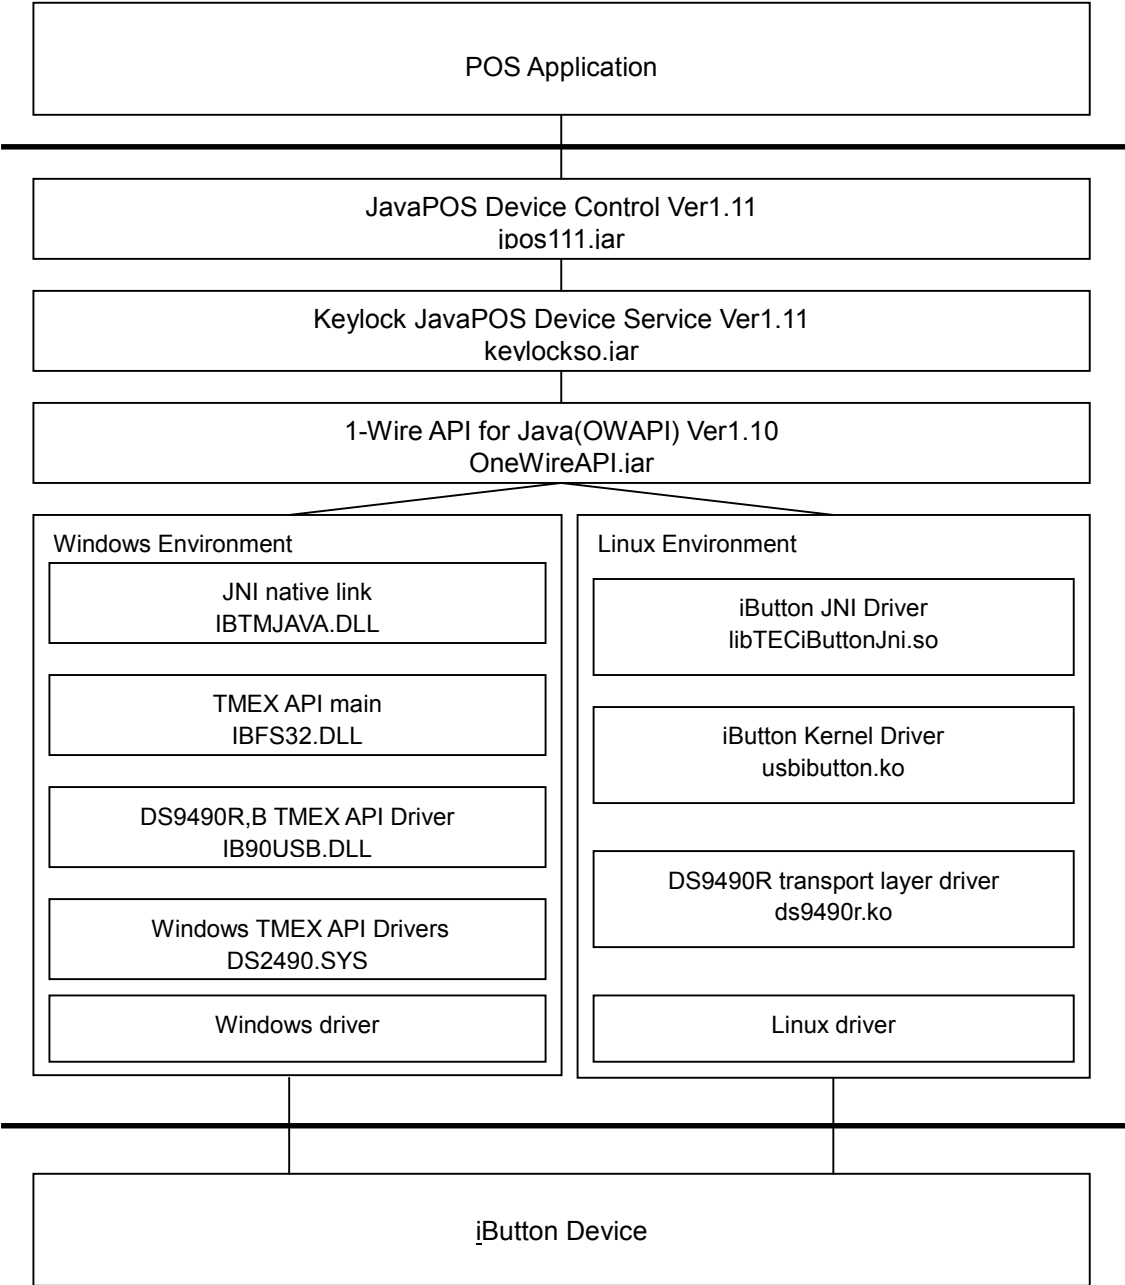 POS Application
JavaPOS Device Control Ver1.11
jpos111.jar
Keylock JavaPOS Device Service Ver1.11
keylockso.jar
1-Wire API for Java(OWAPI) Ver1.10
OneWireAPI.jar
Windows Environment
JNI native link
IBTMJAVA.DLL
TMEX API main
IBFS32.DLL
DS9490R,B TMEX API Driver
IB90USB.DLL
Windows TMEX API Drivers
DS2490.SYS
Windows driver
Linux Environment
iButton JNI Driver
libTECiButtonJni.so
iButton Kernel Driver
usbibutton.ko
DS9490R transport layer driver
ds9490r.ko
Linux driver
iButton Device